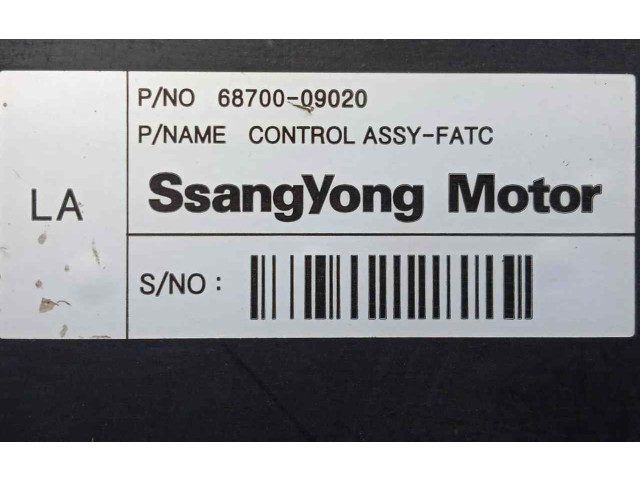 P/NO 68700-09020
P/NAME CONTROL ASSY-FATC
LA
SsangYong Motor
S/NO :